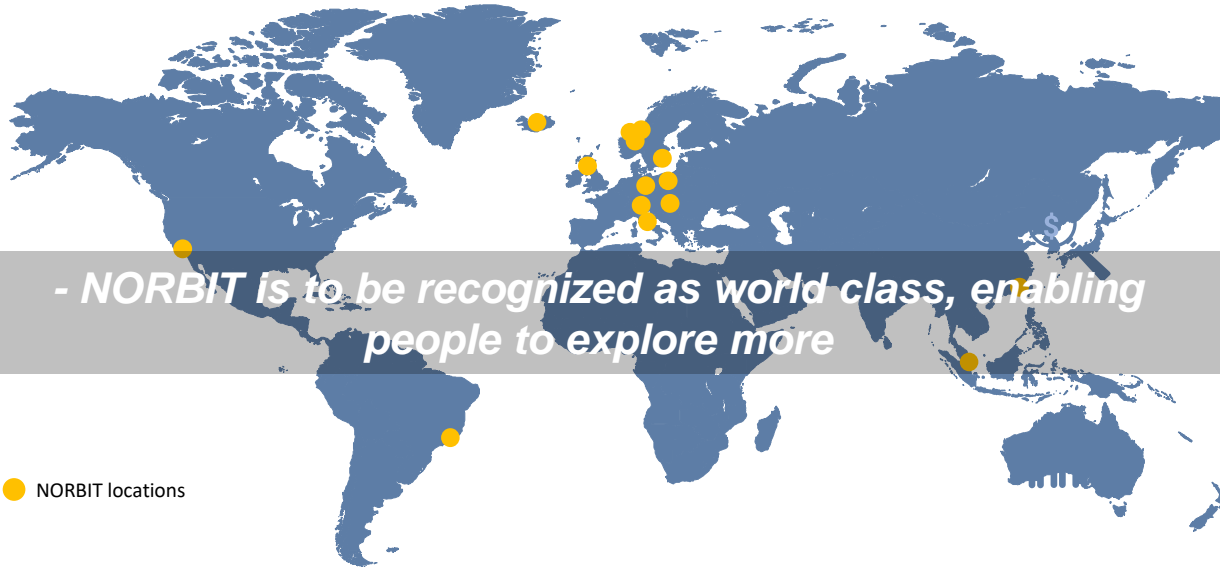 $
- NORBIT is to be recognized as world class, enabling
people to explore more
NORBIT locations